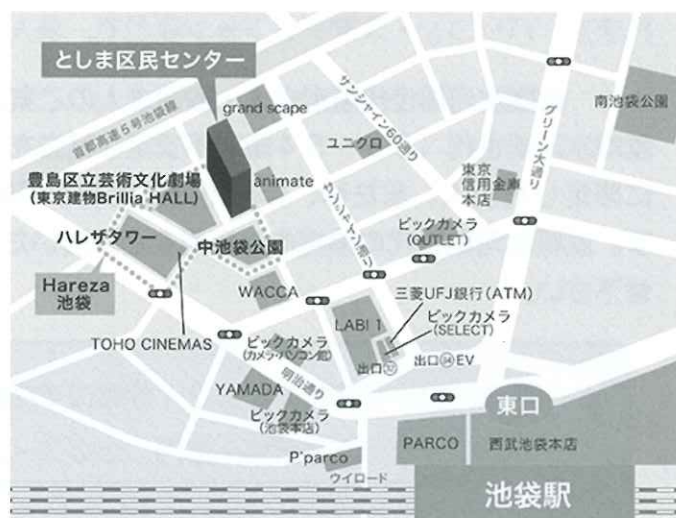 としま区民センター
grand scape
首都高速5号池袋線
サンシャイン60通り
グリーン大通り
南池袋公園
ユニクロ
豊島区立芸術文化劇場
(東京建物Brillia HALL)
animate
東京
信用金庫
本店
ハレザタワー
中池袋公園
ビックカメラ
(OUTLET)
Hareza
池袋
WACCA
三菱UFJ銀行(ATM)
LABI 1
ビックカメラ
(SELECT)
TOHO CINEMAS
ビックカメラ
(カメラ・パソコン館)
出口㉜
出口㉞EV
YAMADA
明治通り
ビックカメラ
(池袋本店)
東口
P'parco
PARCO
西武池袋本店
ウイロード
池袋駅